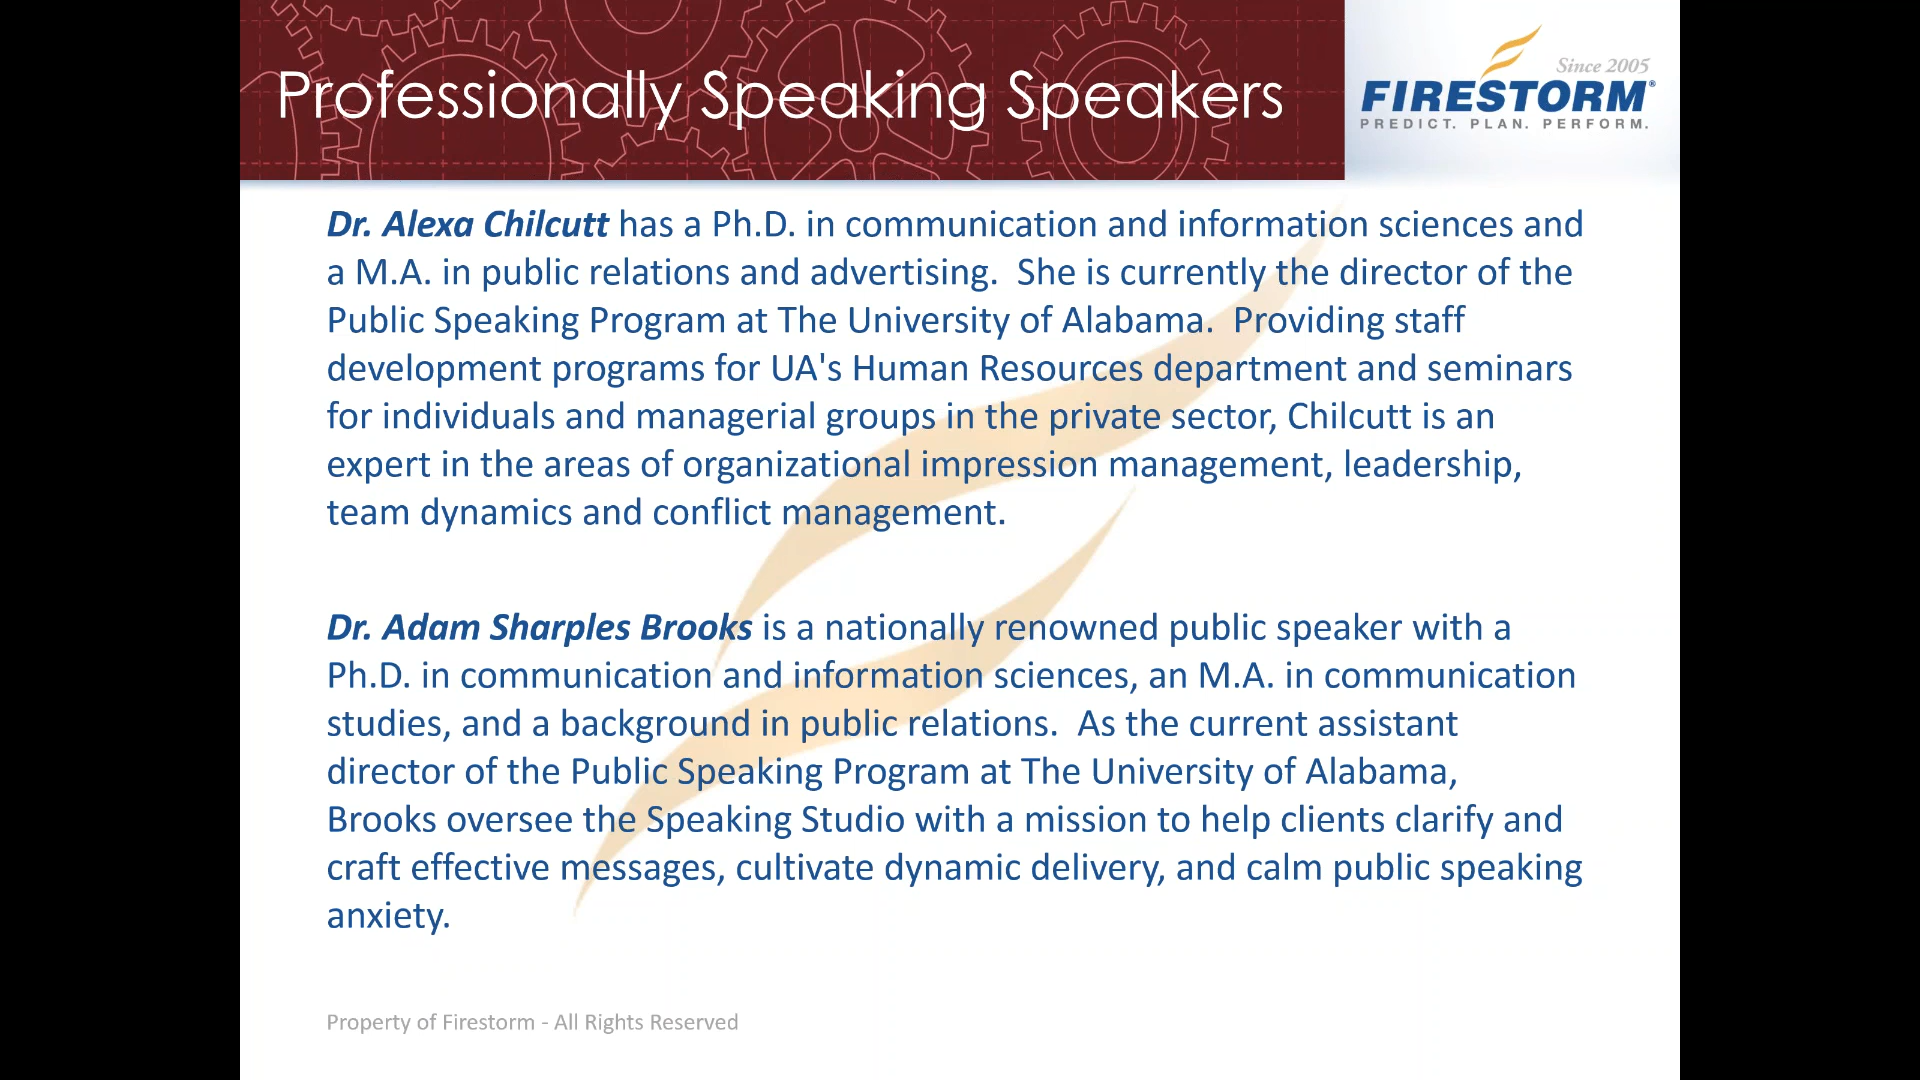 Professionally Speaking Speakers
Since 2005
FIRESTORM®
PREDICT. PLAN. PERFORM.
Dr. Alexa Chilcutt has a Ph.D. in communication and information sciences and
a M.A. in public relations and advertising.  She is currently the director of the
Public Speaking Program at The University of Alabama.  Providing staff
development programs for UA's Human Resources department and seminars
for individuals and managerial groups in the private sector, Chilcutt is an
expert in the areas of organizational impression management, leadership,
team dynamics and conflict management.
Dr. Adam Sharples Brooks is a nationally renowned public speaker with a
Ph.D. in communication and information sciences, an M.A. in communication
studies, and a background in public relations.  As the current assistant
director of the Public Speaking Program at The University of Alabama,
Brooks oversee the Speaking Studio with a mission to help clients clarify and
craft effective messages, cultivate dynamic delivery, and calm public speaking
anxiety.
Property of Firestorm - All Rights Reserved